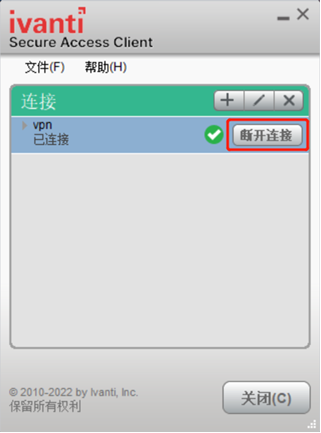 ivanti
Secure Access Client
文件(F) 帮助(H)
连接
vpn
已连接
断开连接
© 2010-2022 by Ivanti, Inc.
保留所有权利
关闭(C)